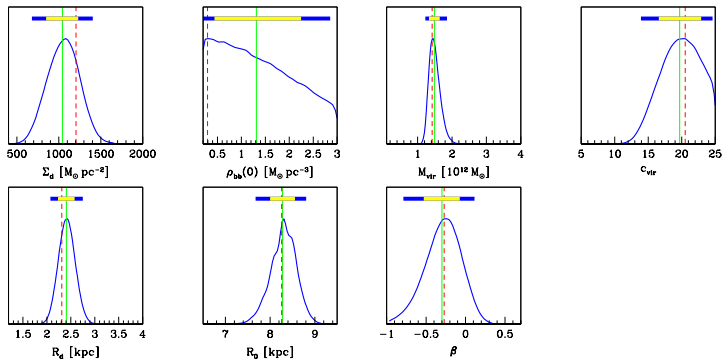 500 1000 1500 2000
Σd [M⊙ pc⁻²]
0.5 1 1.5 2 2.5 3
ρbb(0) [M⊙ pc⁻³]
0 1 2 3 4
Mvir [10¹² M⊙]
5 10 15 20 25
cvir
1.5 2 2.5 3 3.5 4
Rd [kpc]
7 8 9
R0 [kpc]
-1 -0.5 0 0.5
β